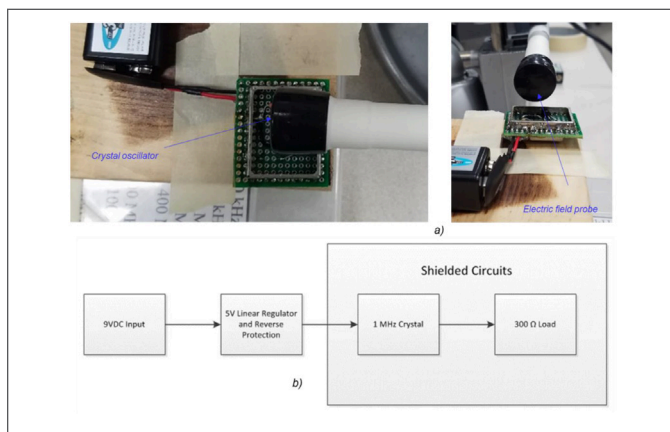 Crystal oscillator
Electric field probe
a)
Shielded Circuits
9VDC Input
5V Linear Regulator
and Reverse
Protection
1 MHz Crystal
300 Ω Load
b)